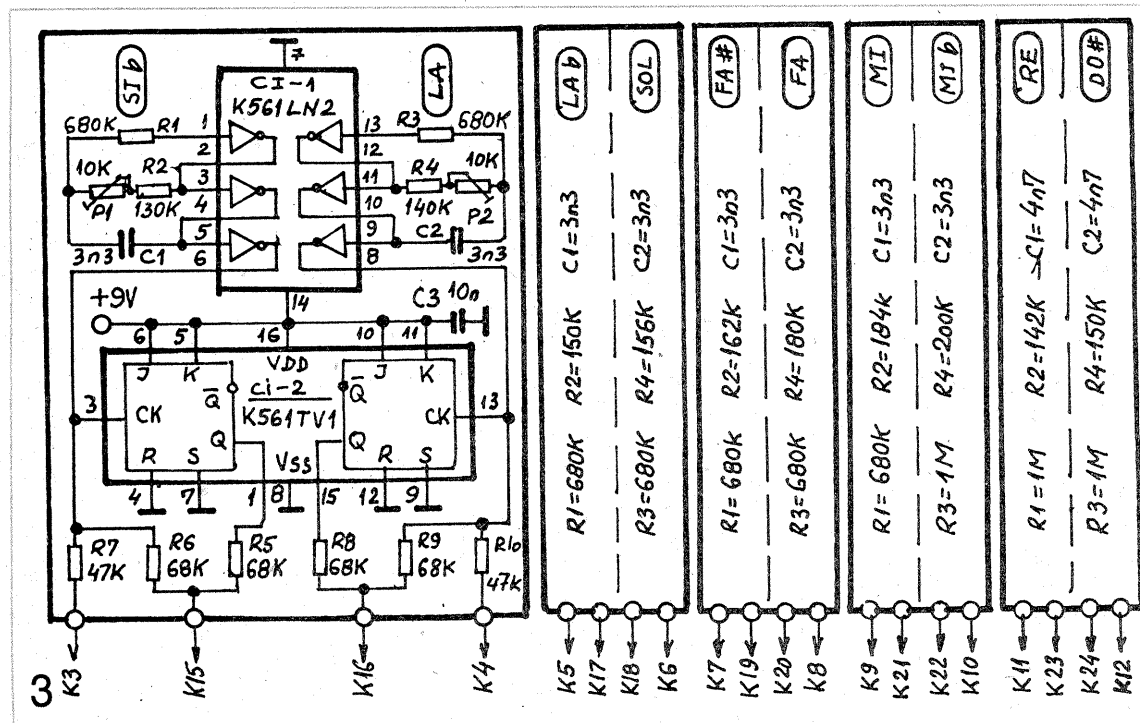 7
SIb
CI-1
K561LN2
LA
680K R1 1
2
13 R3 680K
12
10K R2
P1 130K
3
4
11 R4 10K
10 140K P2
3n3 C1
5
6
9 C2
8 3n3
+9V
14
C3 10n
6 5 16 10 11
J K VDD J K
Q̅ Ci-2 Q̅
3 CK K561TV1 CK 13
Q Q
R S VSS R S
4 7 1 8 15 12 9
R7 R6 R5 R8 R9 R10
47K 68K 68K 68K 68K 47K
K3 K15 K16 K4
3
LAb
R1=680K R2=150K C1=3n3
SOL
R3=680K R4=156K C2=3n3
K5 K17 K18 K6
FA#
R1=680K R2=162K C1=3n3
FA
R3=680K R4=180K C2=3n3
K7 K19 K20 K8
MI
R1=680K R2=184K C1=3n3
MIb
R3=1M R4=200K C2=3n3
K9 K21 K22 K10
RE
R1=1M R2=142K C1=4n7
DO#
R3=1M R4=150K C2=4n7
K11 K23 K24 K12